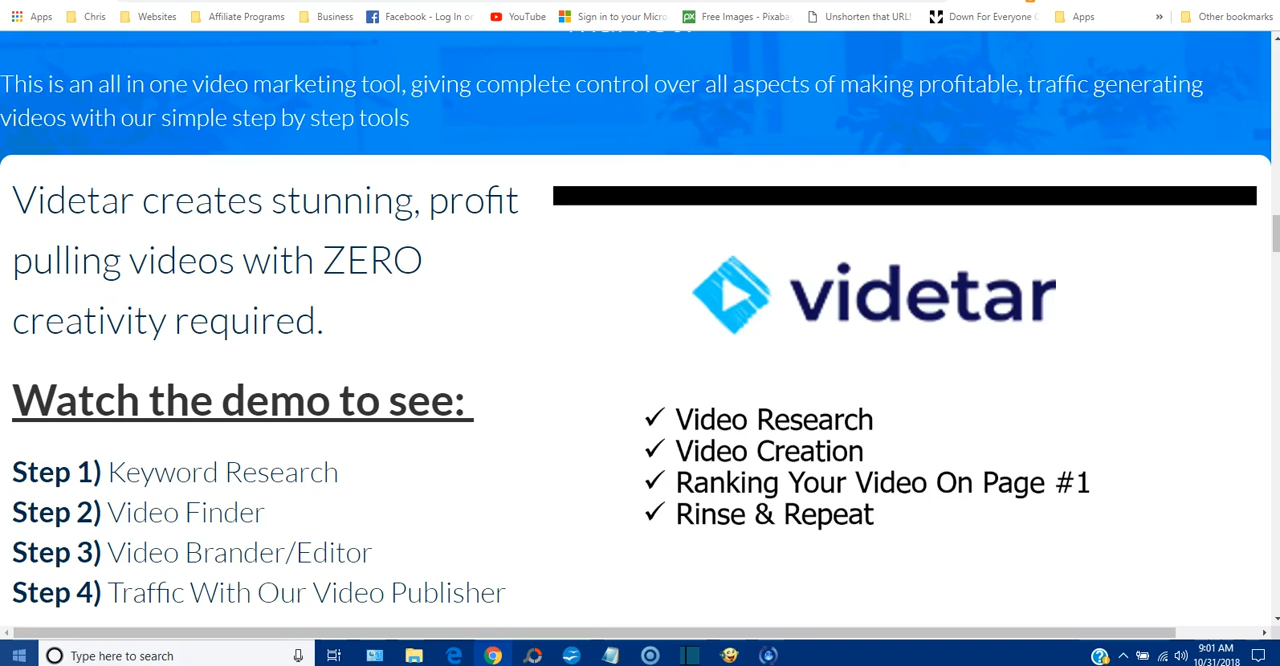 Apps Chris Websites Affiliate Programs Business Facebook - Log In or YouTube Sign in to your Micro Free Images - Pixaba Unshorten that URL! Down For Everyone Apps » Other bookmarks
This is an all in one video marketing tool, giving complete control over all aspects of making profitable, traffic generating
videos with our simple step by step tools
Videtar creates stunning, profit
pulling videos with ZERO
creativity required.
Watch the demo to see:
Step 1) Keyword Research
Step 2) Video Finder
Step 3) Video Brander/Editor
Step 4) Traffic With Our Video Publisher
videtar
✓ Video Research
✓ Video Creation
✓ Ranking Your Video On Page #1
✓ Rinse & Repeat
Type here to search
9:01 AM
10/31/2018